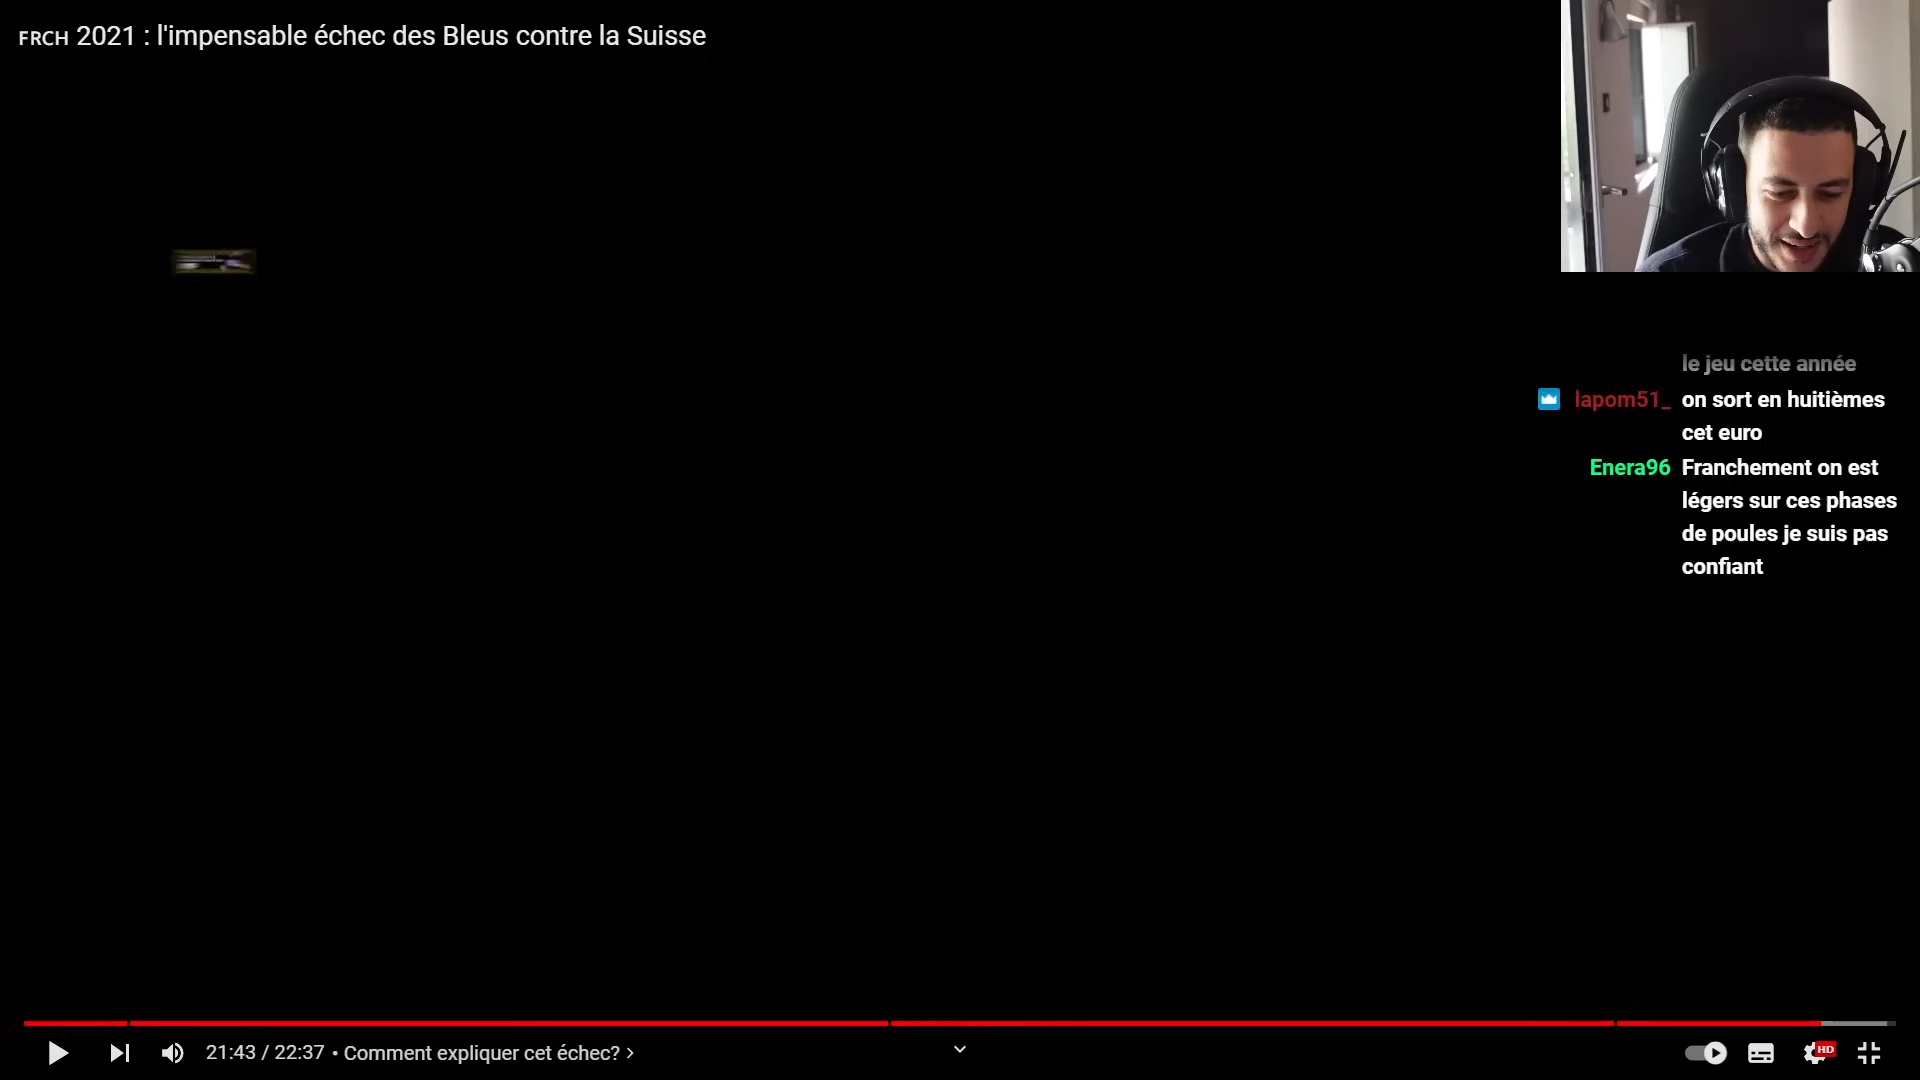 FRCH 2021 : l'impensable échec des Bleus contre la Suisse
le jeu cette année
lapom51_ on sort en huitièmes
cet euro
Enera96 Franchement on est
légers sur ces phases
de poules je suis pas
confiant
21:43 / 22:37 • Comment expliquer cet échec? ›
HD